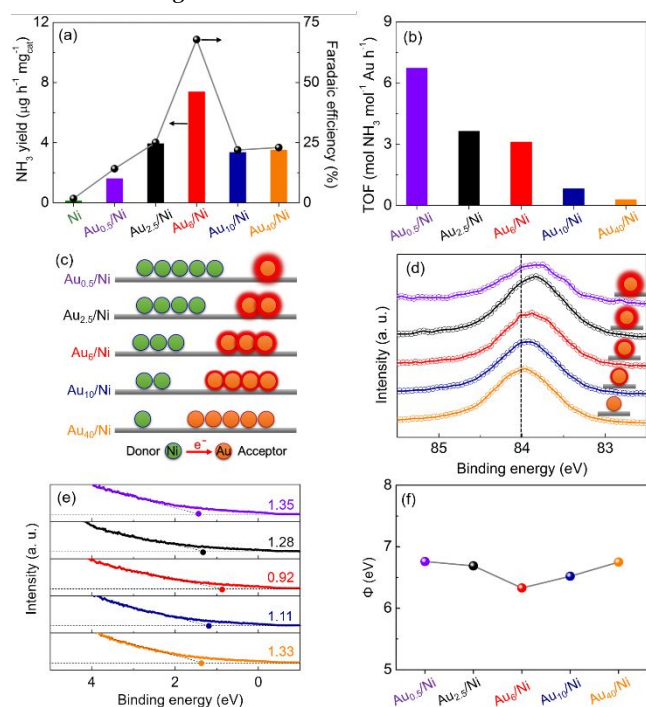 (a)
NH₃ yield (μg h⁻¹ mg⁻¹cat)
12
8
4
0
75
50
25
0
Faradaic efficiency (%)
Ni
Au0.5/Ni
Au2.5/Ni
Au6/Ni
Au10/Ni
Au40/Ni
(b)
TOF (mol NH₃ mol⁻¹ Au h⁻¹)
9
6
3
0
Au0.5/Ni
Au2.5/Ni
Au6/Ni
Au10/Ni
Au40/Ni
(c)
Au0.5/Ni
Au2.5/Ni
Au6/Ni
Au10/Ni
Au40/Ni
Donor Ni e⁻ Au Acceptor
(d)
Intensity (a. u.)
85 84 83
Binding energy (eV)
(e)
Intensity (a. u.)
1.35
1.28
0.92
1.11
1.33
4 2 0
Binding energy (eV)
(f)
Φ (eV)
8
7
6
5
Au0.5/Ni
Au2.5/Ni
Au6/Ni
Au10/Ni
Au40/Ni